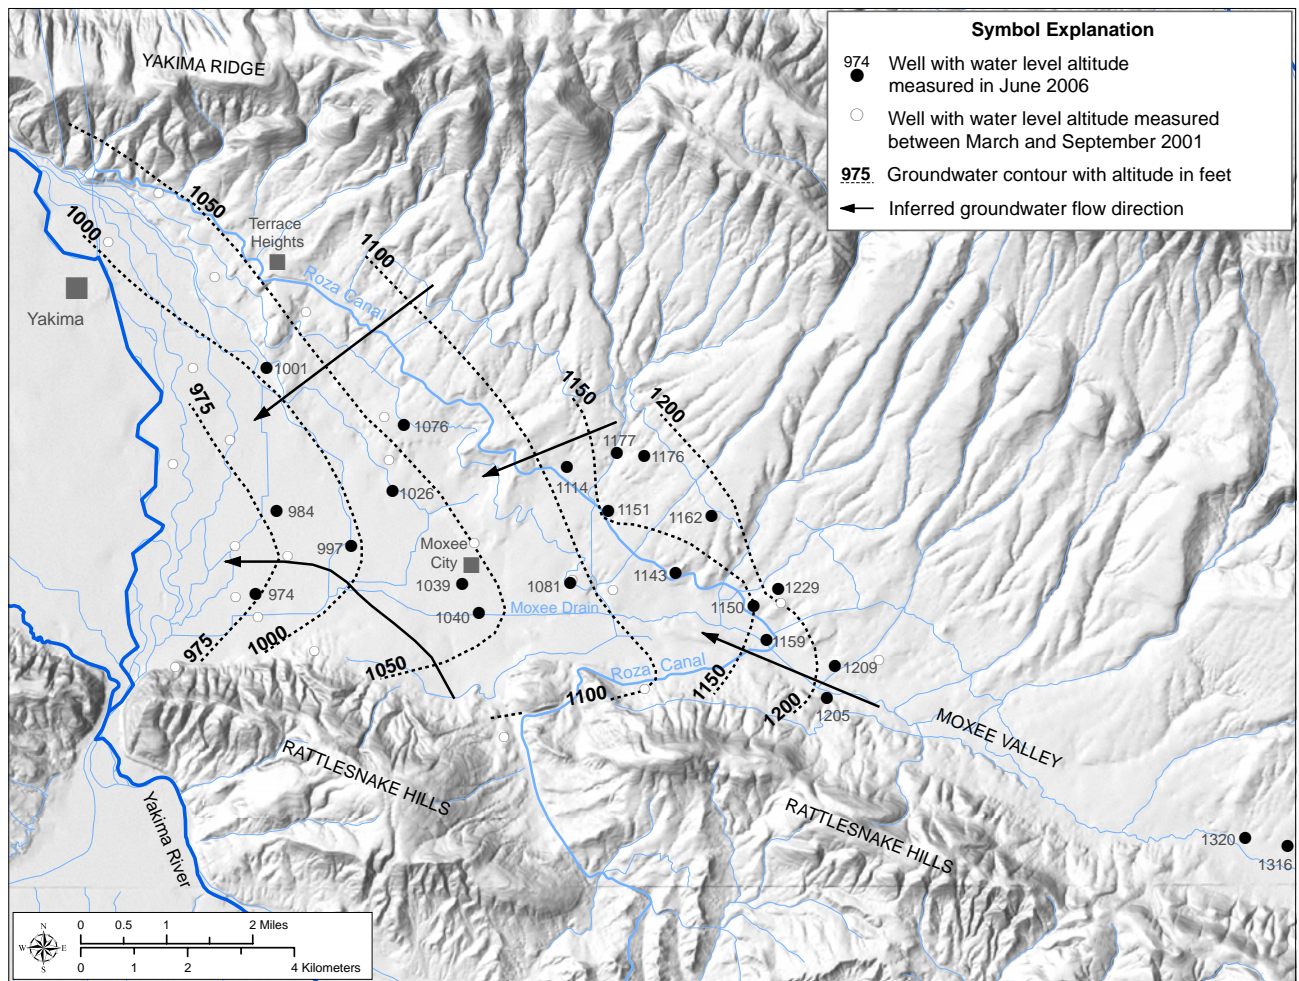 Symbol Explanation
974
Well with water level altitude
measured in June 2006
Well with water level altitude measured
between March and September 2001
975
Groundwater contour with altitude in feet
Inferred groundwater flow direction
YAKIMA RIDGE
1050
1000
Terrace
Heights
1100
Roza Canal
Yakima
1001
975
1150
1200
1076
1177
1176
1114
1026
984
1151
1162
997
Moxee
City
1143
1039
1081
1229
974
1150
1040
Moxee Drain
975
1000
1159
1050
Roza Canal
1209
1150
1100
1200
1205
MOXEE VALLEY
RATTLESNAKE HILLS
Yakima River
RATTLESNAKE HILLS
1320
1316
N
W
E
S
0
0.5
1
2 Miles
0
1
2
4 Kilometers